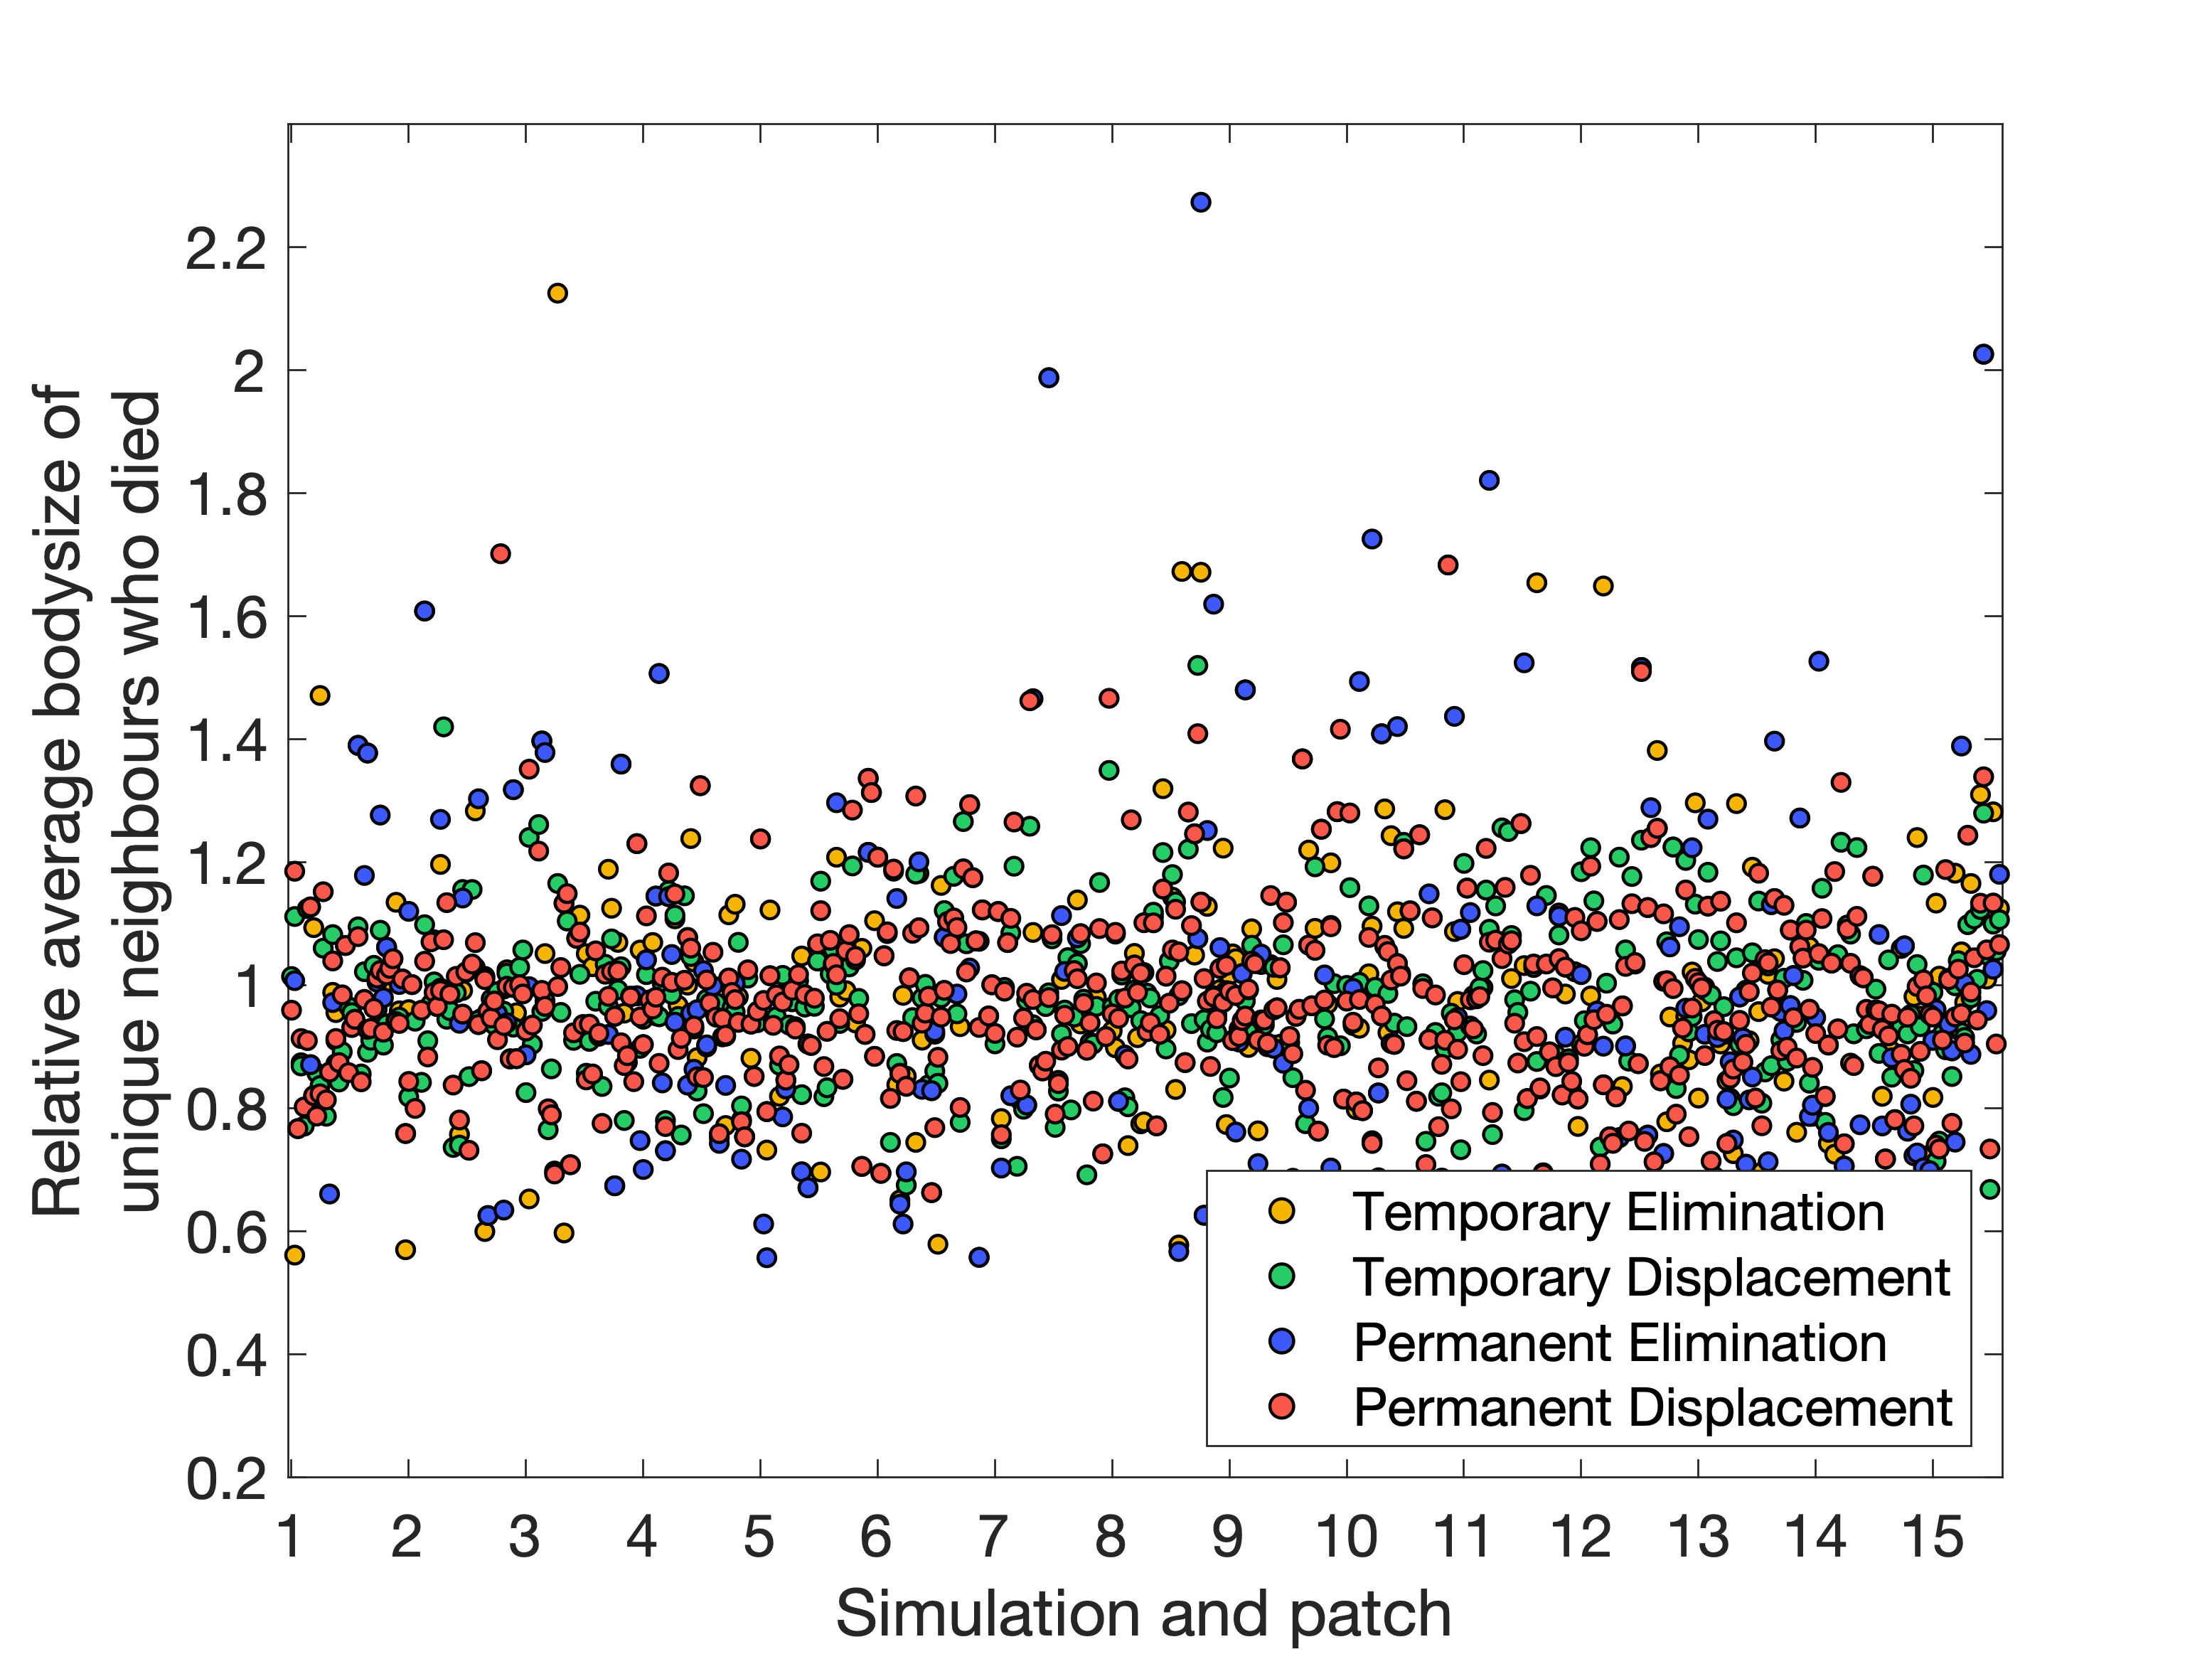 Relative average bodysize of
unique neighbours who died
2.2
2
1.8
1.6
1.4
1.2
1
0.8
0.6
0.4
0.2
Temporary Elimination
Temporary Displacement
Permanent Elimination
Permanent Displacement
1 2 3 4 5 6 7 8 9 10 11 12 13 14 15
Simulation and patch